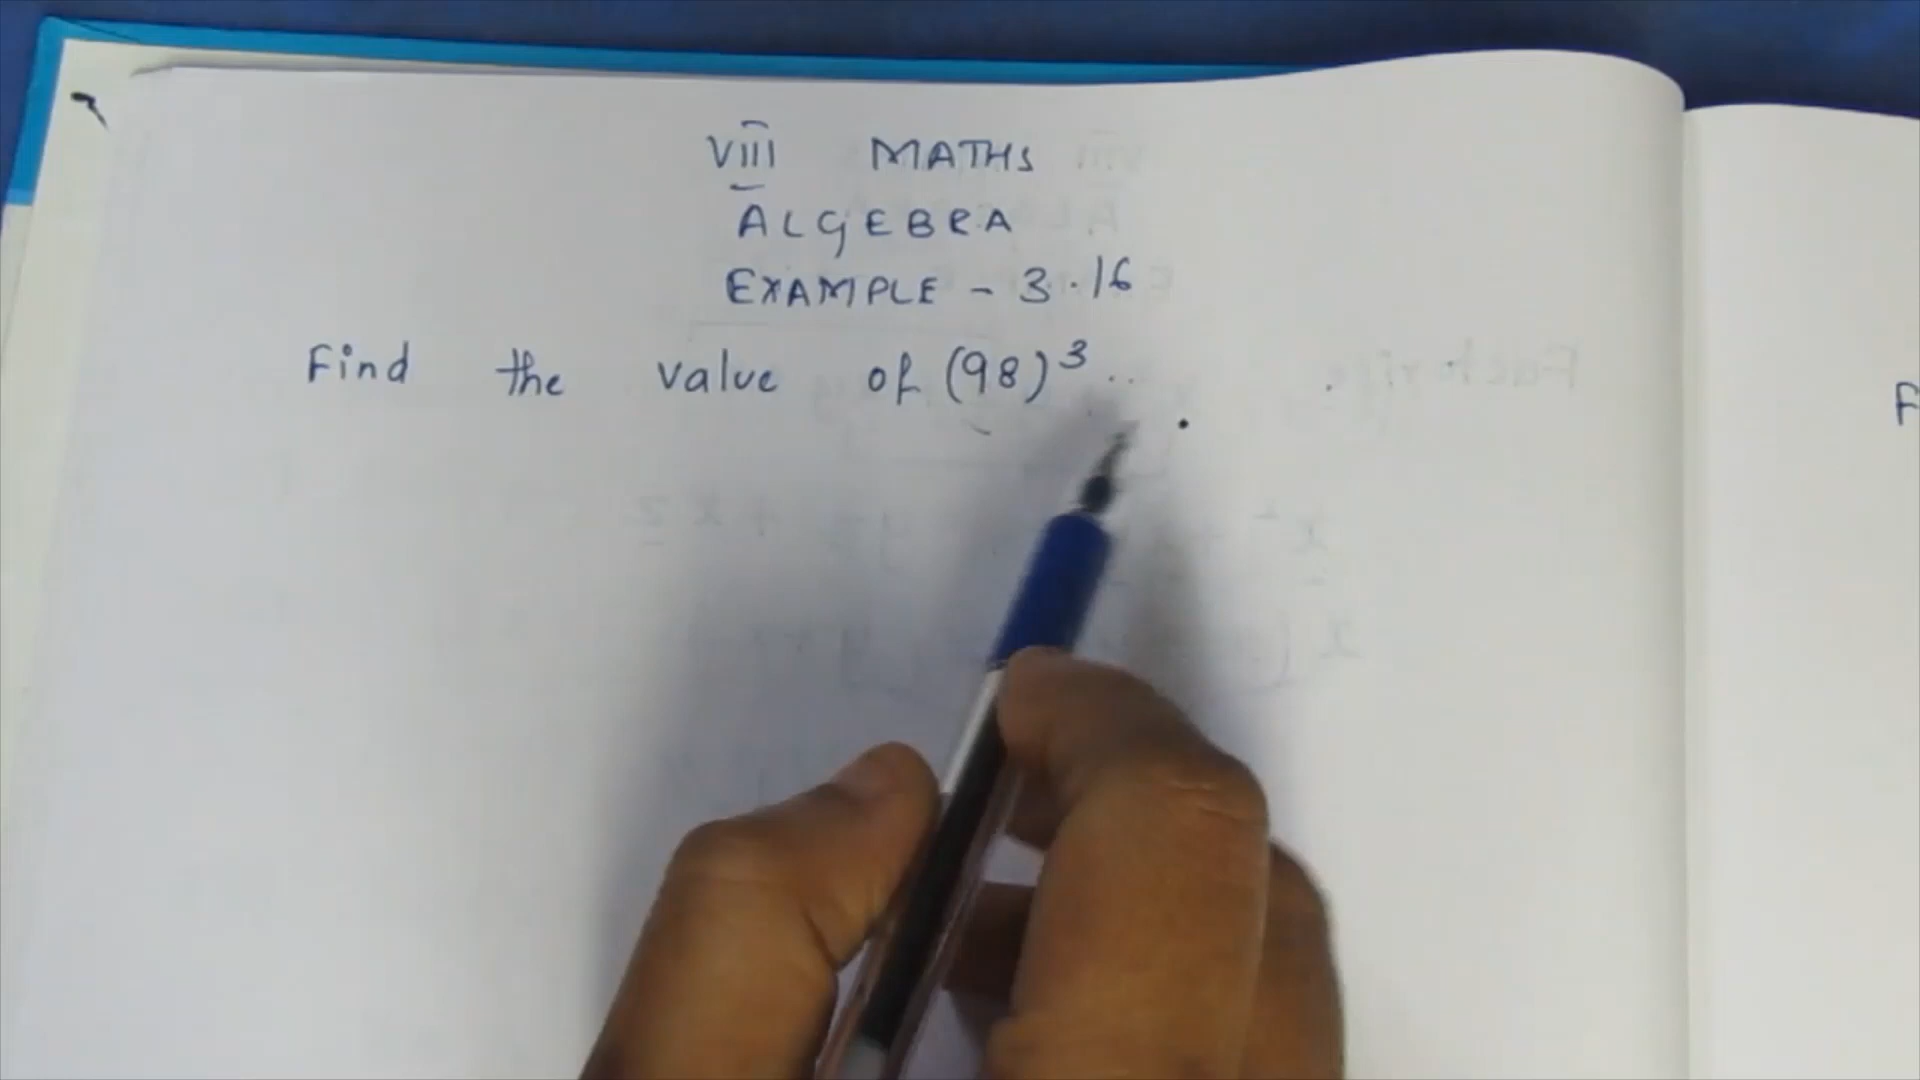 VIII MATHS
ALGEBRA
EXAMPLE - 3.16
Find the value of (98)³
F